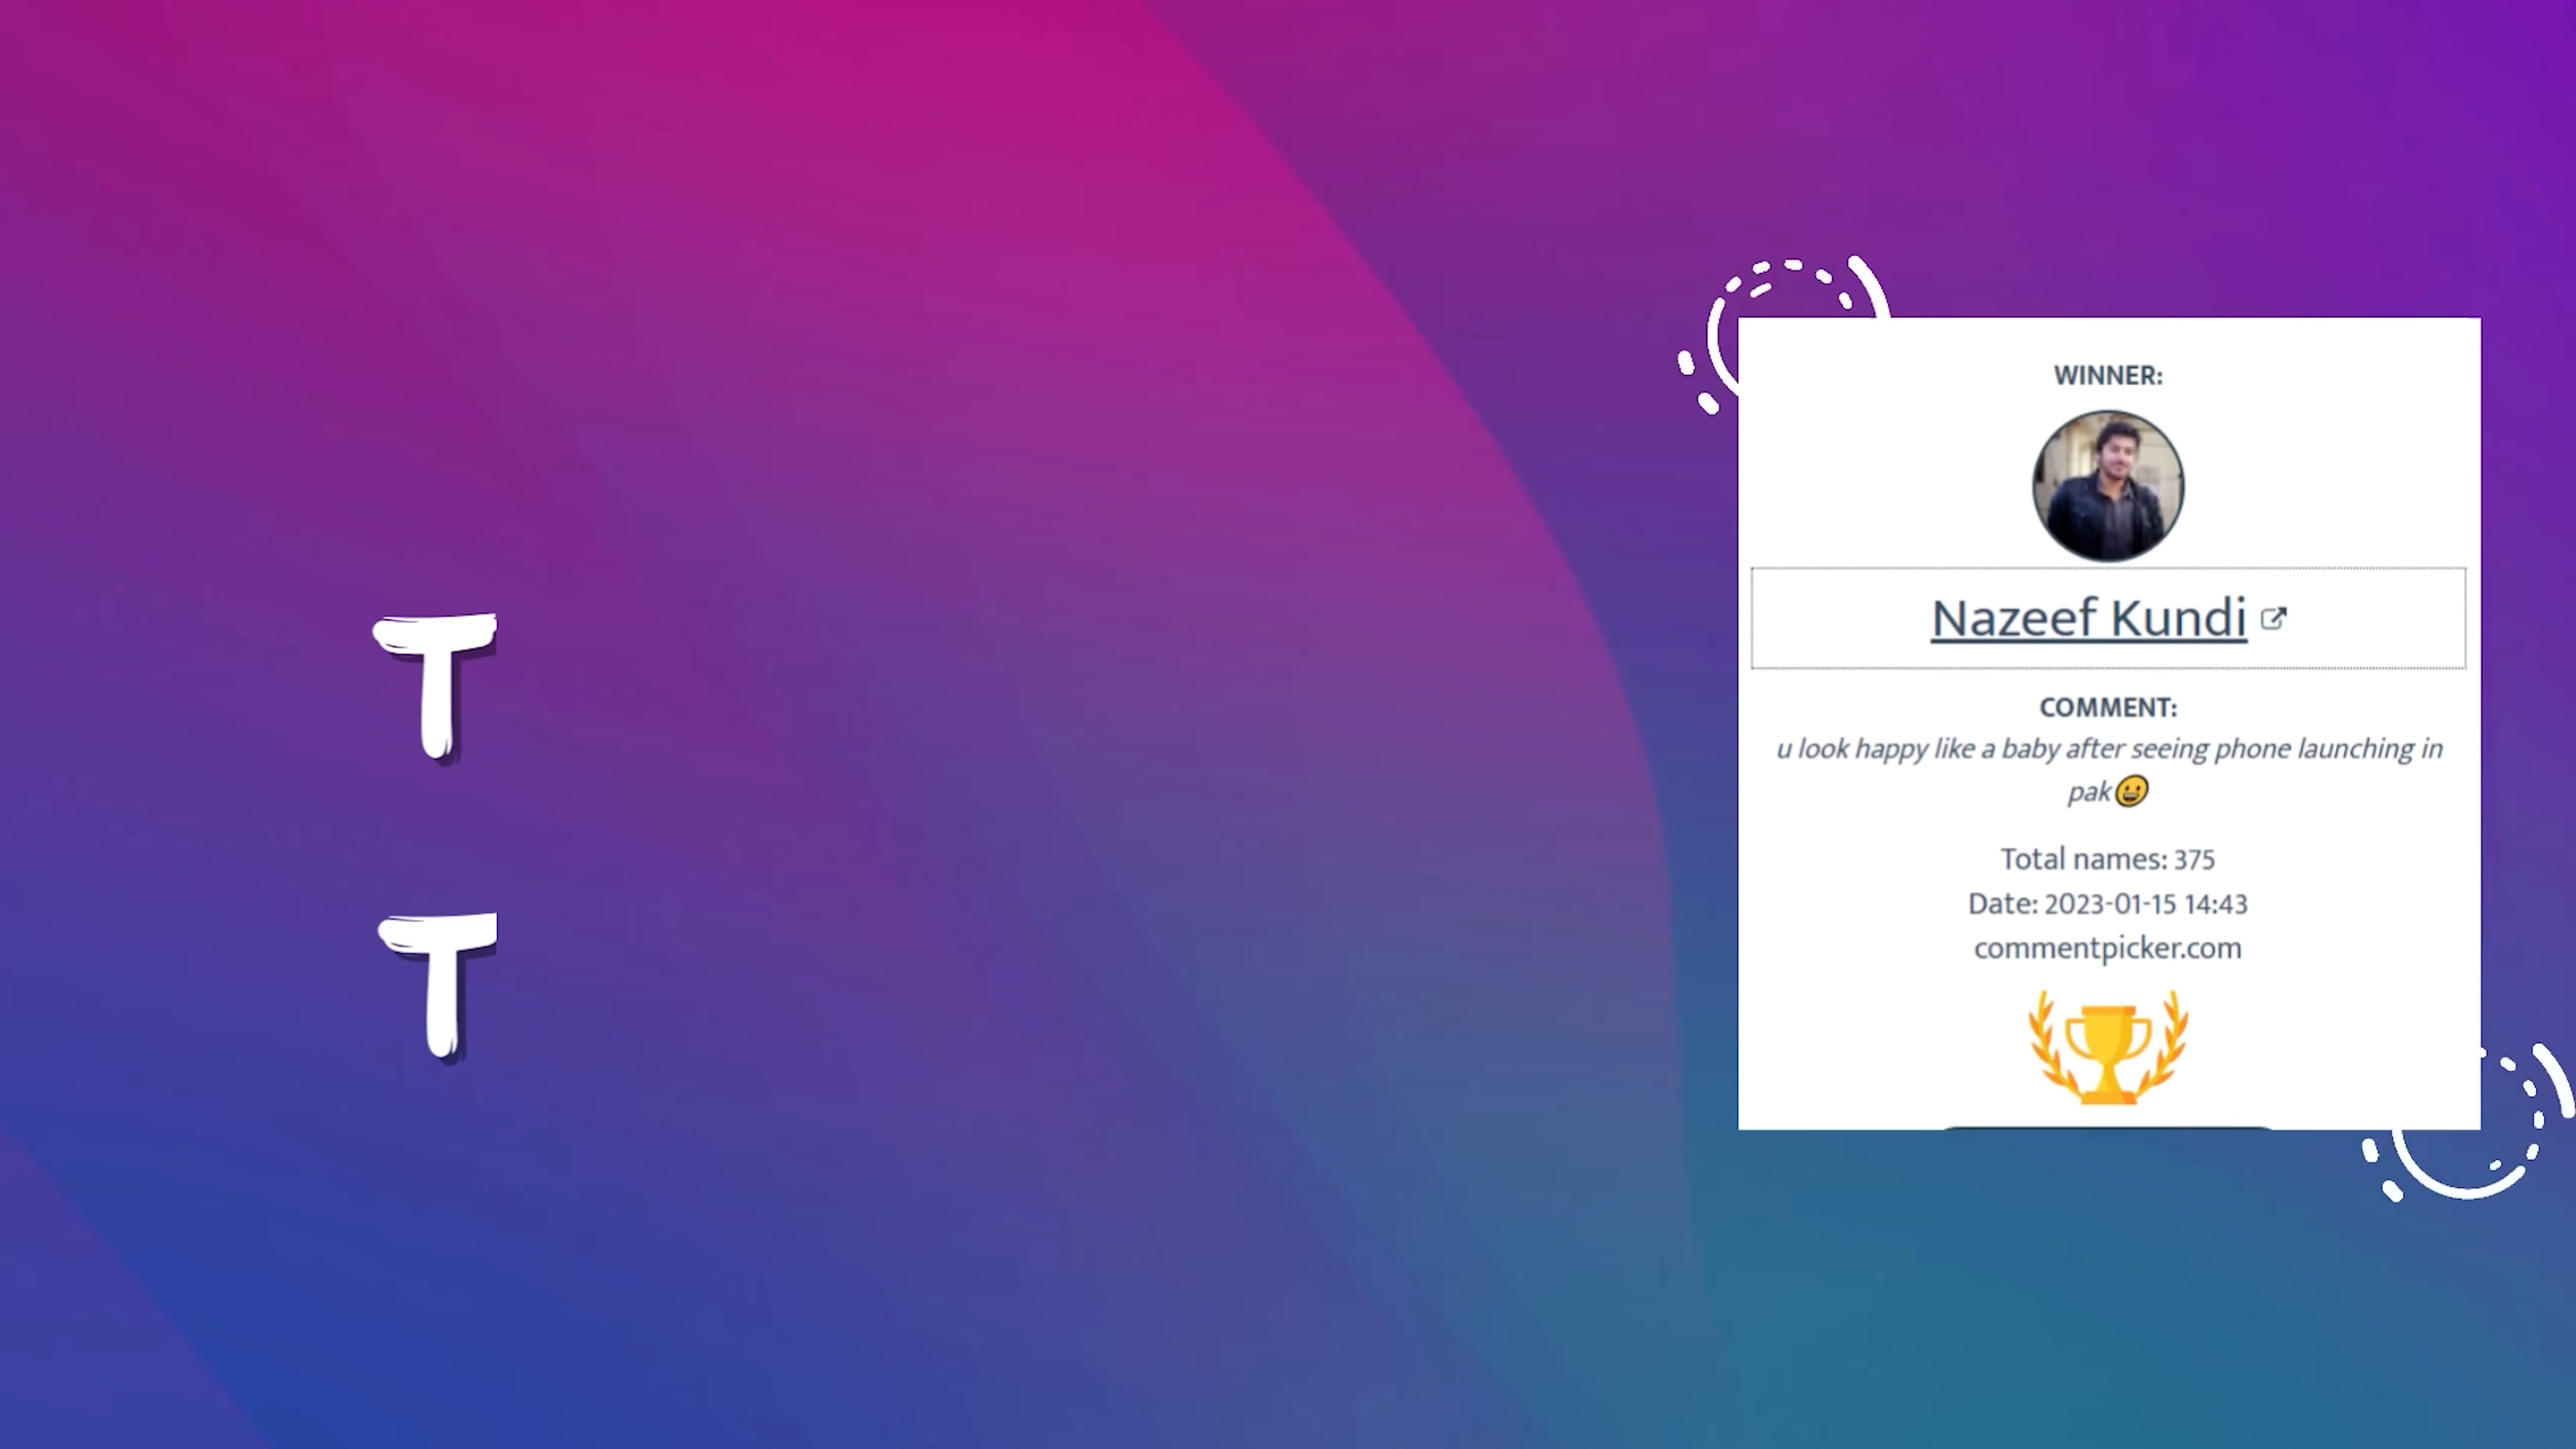 T
T
WINNER:
Nazeef Kundi
COMMENT:
u look happy like a baby after seeing phone launching in
pak😀
Total names: 375
Date: 2023-01-15 14:43
commentpicker.com